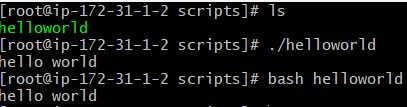 [root@ip-172-31-1-2 scripts]# ls
helloworld
[root@ip-172-31-1-2 scripts]# ./helloworld
hello world
[root@ip-172-31-1-2 scripts]# bash helloworld
hello world